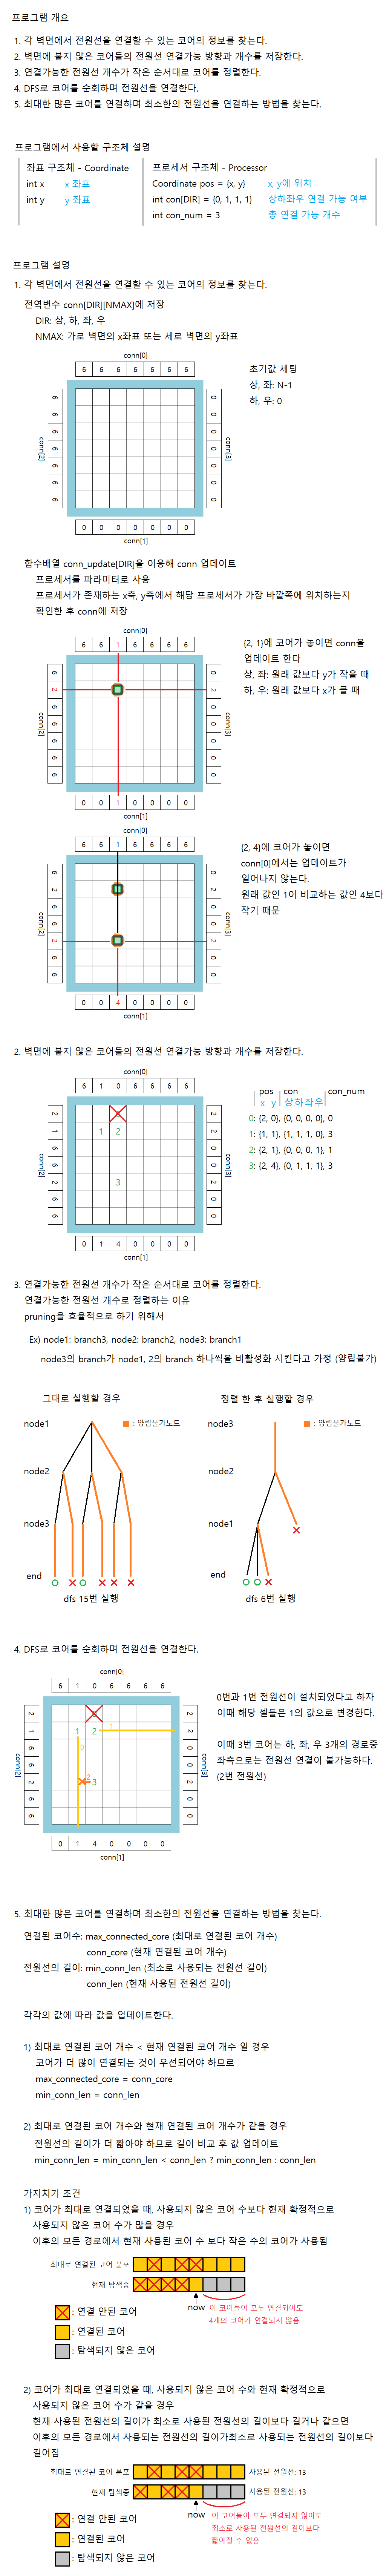 프로그램 개요
1. 각 벽면에서 전원선을 연결할 수 있는 코어의 정보를 찾는다.
2. 벽면에 붙지 않은 코어들의 전원선 연결가능 방향과 개수를 저장한다.
3. 연결가능한 전원선 개수가 작은 순서대로 코어를 정렬한다.
4. DFS로 코어를 순회하며 전원선을 연결한다.
5. 최대한 많은 코어를 연결하며 최소한의 전원선을 연결하는 방법을 찾는다.
프로그램에서 사용할 구조체 설명
좌표 구조체 - Coordinate
int x x 좌표
int y y 좌표
프로세서 구조체 - Processor
Coordinate pos = {x, y} x, y에 위치
int con[DIR] = {0, 1, 1, 1} 상하좌우 연결 가능 여부
int con_num = 3 총 연결 가능 개수
프로그램 설명
1. 각 벽면에서 전원선을 연결할 수 있는 코어의 정보를 찾는다.
전역변수 conn[DIR][NMAX]에 저장
DIR: 상, 하, 좌, 우
NMAX: 가로 벽면의 x좌표 또는 세로 벽면의 y좌표
conn[0]
6 6 6 6 6 6 6
conn[2]
6 6 6 6 6 6 6
0 0 0 0 0 0 0
conn[3]
0 0 0 0 0 0 0
conn[1]
초기값 세팅
상, 좌: N-1
하, 우: 0
함수배열 conn_update[DIR]을 이용해 conn 업데이트
프로세서를 파라미터로 사용
프로세서가 존재하는 x축, y축에서 해당 프로세서가 가장 바깥쪽에 위치하는지
확인한 후 conn에 저장
conn[0]
6 6 1 6 6 6 6
conn[2]
6 2 6 6 6 6 6
0 2 0 0 0 0 0
conn[3]
0 0 1 0 0 0 0
conn[1]
{2, 1}에 코어가 놓이면 conn을
업데이트 한다
상, 좌: 원래 값보다 y가 작을 때
하, 우: 원래 값보다 x가 클 때
conn[0]
6 6 1 6 6 6 6
conn[2]
6 2 6 6 2 6 6
0 2 0 0 2 0 0
conn[3]
0 0 4 0 0 0 0
conn[1]
{2, 4}에 코어가 놓이면
conn[0]에서는 업데이트가
일어나지 않는다.
원래 값인 1이 비교하는 값인 4보다
작기 때문
2. 벽면에 붙지 않은 코어들의 전원선 연결가능 방향과 개수를 저장한다.
conn[0]
6 1 0 6 6 6 6
conn[2]
2 1 6 6 2 6 6
1 2
3
2 2 0 0 2 0 0
conn[3]
0 1 4 0 0 0 0
conn[1]
pos con con_num
x y 상하좌우
0: {2, 0}, {0, 0, 0, 0}, 0
1: {1, 1}, {1, 1, 1, 0}, 3
2: {2, 1}, {0, 0, 0, 1}, 1
3: {2, 4}, {0, 1, 1, 1}, 3
3. 연결가능한 전원선 개수가 작은 순서대로 코어를 정렬한다.
연결가능한 전원선 개수로 정렬하는 이유
pruning을 효율적으로 하기 위해서
Ex) node1: branch3, node2: branch2, node3: branch1
node3의 branch가 node1, 2의 branch 하나씩을 비활성화 시킨다고 가정 (양립불가)
그대로 실행할 경우
node1
: 양립불가노드
node2
node3
end
dfs 15번 실행
정렬 한 후 실행할 경우
node3
: 양립불가노드
node2
node1
end
dfs 6번 실행
4. DFS로 코어를 순회하며 전원선을 연결한다.
conn[0]
6 1 0 6 6 6 6
conn[2]
2 1 6 6 2 6 6
1 2
3
2 2 0 0 2 0 0
conn[3]
0 1 4 0 0 0 0
conn[1]
0번과 1번 전원선이 설치되었다고 하자
이때 해당 셀들은 1의 값으로 변경한다.
이때 3번 코어는 하, 좌, 우 3개의 경로중
좌측으로는 전원선 연결이 불가능하다.
(2번 전원선)
5. 최대한 많은 코어를 연결하며 최소한의 전원선을 연결하는 방법을 찾는다.
연결된 코어수: max_connected_core (최대로 연결된 코어 개수)
conn_core (현재 연결된 코어 개수)
전원선의 길이: min_conn_len (최소로 사용되는 전원선 길이)
conn_len (현재 사용된 전원선 길이)
각각의 값에 따라 값을 업데이트한다.
1) 최대로 연결된 코어 개수 < 현재 연결된 코어 개수 일 경우
코어가 더 많이 연결되는 것이 우선되어야 하므로
max_connected_core = conn_core
min_conn_len = conn_len
2) 최대로 연결된 코어 개수와 현재 연결된 코어 개수가 같을 경우
전원선의 길이가 더 짧아야 하므로 길이 비교 후 값 업데이트
min_conn_len = min_conn_len < conn_len ? min_conn_len : conn_len
가지치기 조건
1) 코어가 최대로 연결되었을 때, 사용되지 않은 코어 수보다 현재 확정적으로
사용되지 않은 코어 수가 많을 경우
이후의 모든 경로에서 현재 사용된 코어 수 보다 작은 수의 코어가 사용됨
최대로 연결된 코어 분포
현재 탐색중
now 이 코어들이 모두 연결되어도
4개의 코어가 연결되지 않음
: 연결 안된 코어
: 연결된 코어
: 탐색되지 않은 코어
2) 코어가 최대로 연결되었을 때, 사용되지 않은 코어 수와 현재 확정적으로
사용되지 않은 코어 수가 같을 경우
현재 사용된 전원선의 길이가 최소로 사용된 전원선의 길이보다 길거나 같으면
이후의 모든 경로에서 사용되는 전원선의 길이가최소로 사용되는 전원선의 길이보다
길어짐
최대로 연결된 코어 분포 사용된 전원선: 13
현재 탐색중 사용된 전원선: 13
now 이 코어들이 모두 연결되지 않아도
최소로 사용된 전원선의 길이보다
짧아질 수 없음
: 연결 안된 코어
: 연결된 코어
: 탐색되지 않은 코어